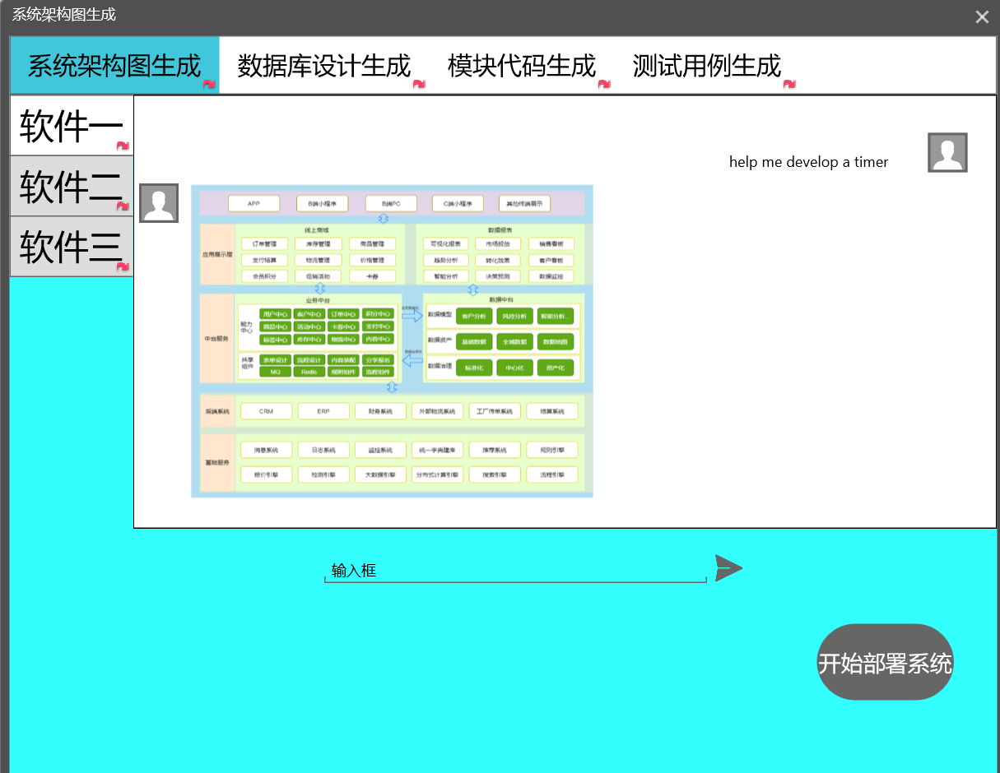 系统架构图生成
系统架构图生成 数据库设计生成 模块代码生成 测试用例生成
软件一
软件二
软件三
help me develop a timer
APP B端小程序 B端PC C端小程序 其他终端展示
应用展示层
线上商城 数据报表
订单管理 库存管理 商品管理 可视化报表 市场投放 销售看板
支付结算 物流管理 价格管理 趋势分析 转化效果 客户看板
会员积分 促销活动 卡券 智能分析 决策预测 数据监控
中台服务
业务中台 数据中台
能力中心
用户中心 客户中心 订单中心 积分中心
商品中心 活动中心 卡券中心 支付中心
标签中心 库存中心 物流中心 内容中心
共享组件
表单设计 流程设计 内容装配 分享报名
MQ Redis 规则组件 流程组件
数据模型 客户分析 风控分析 智能分析...
数据资产 基础数据 全域数据 数据地图
数据治理 标准化 中心化 资产化
后端系统 CRM ERP 财务系统 外部物流系统 工厂传单系统 结算系统
基础服务
消息系统 日志系统 监控系统 统一字典建库 推荐系统 规则引擎
报价引擎 检测引擎 大数据引擎 分布式计算引擎 搜索引擎 流程引擎
输入框
开始部署系统